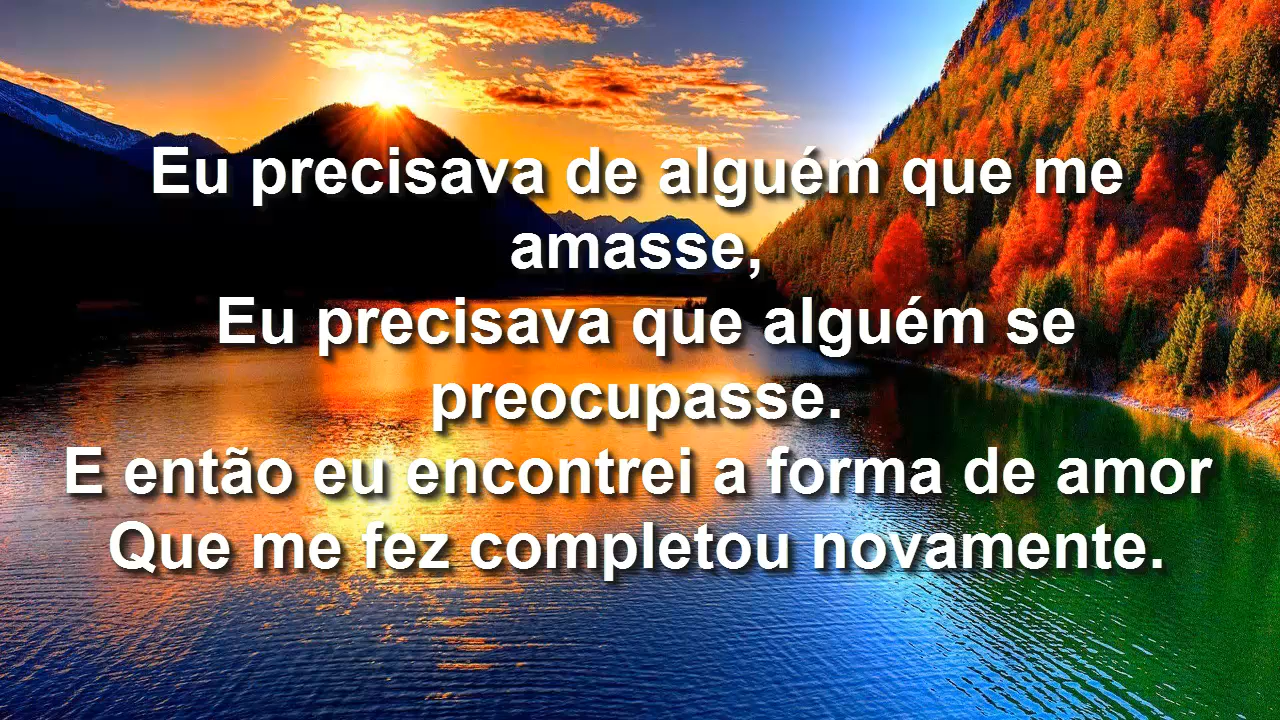 Eu precisava de alguém que me
amasse,
Eu precisava que alguém se
preocupasse.
E então eu encontrei a forma de amor
Que me fez completou novamente.